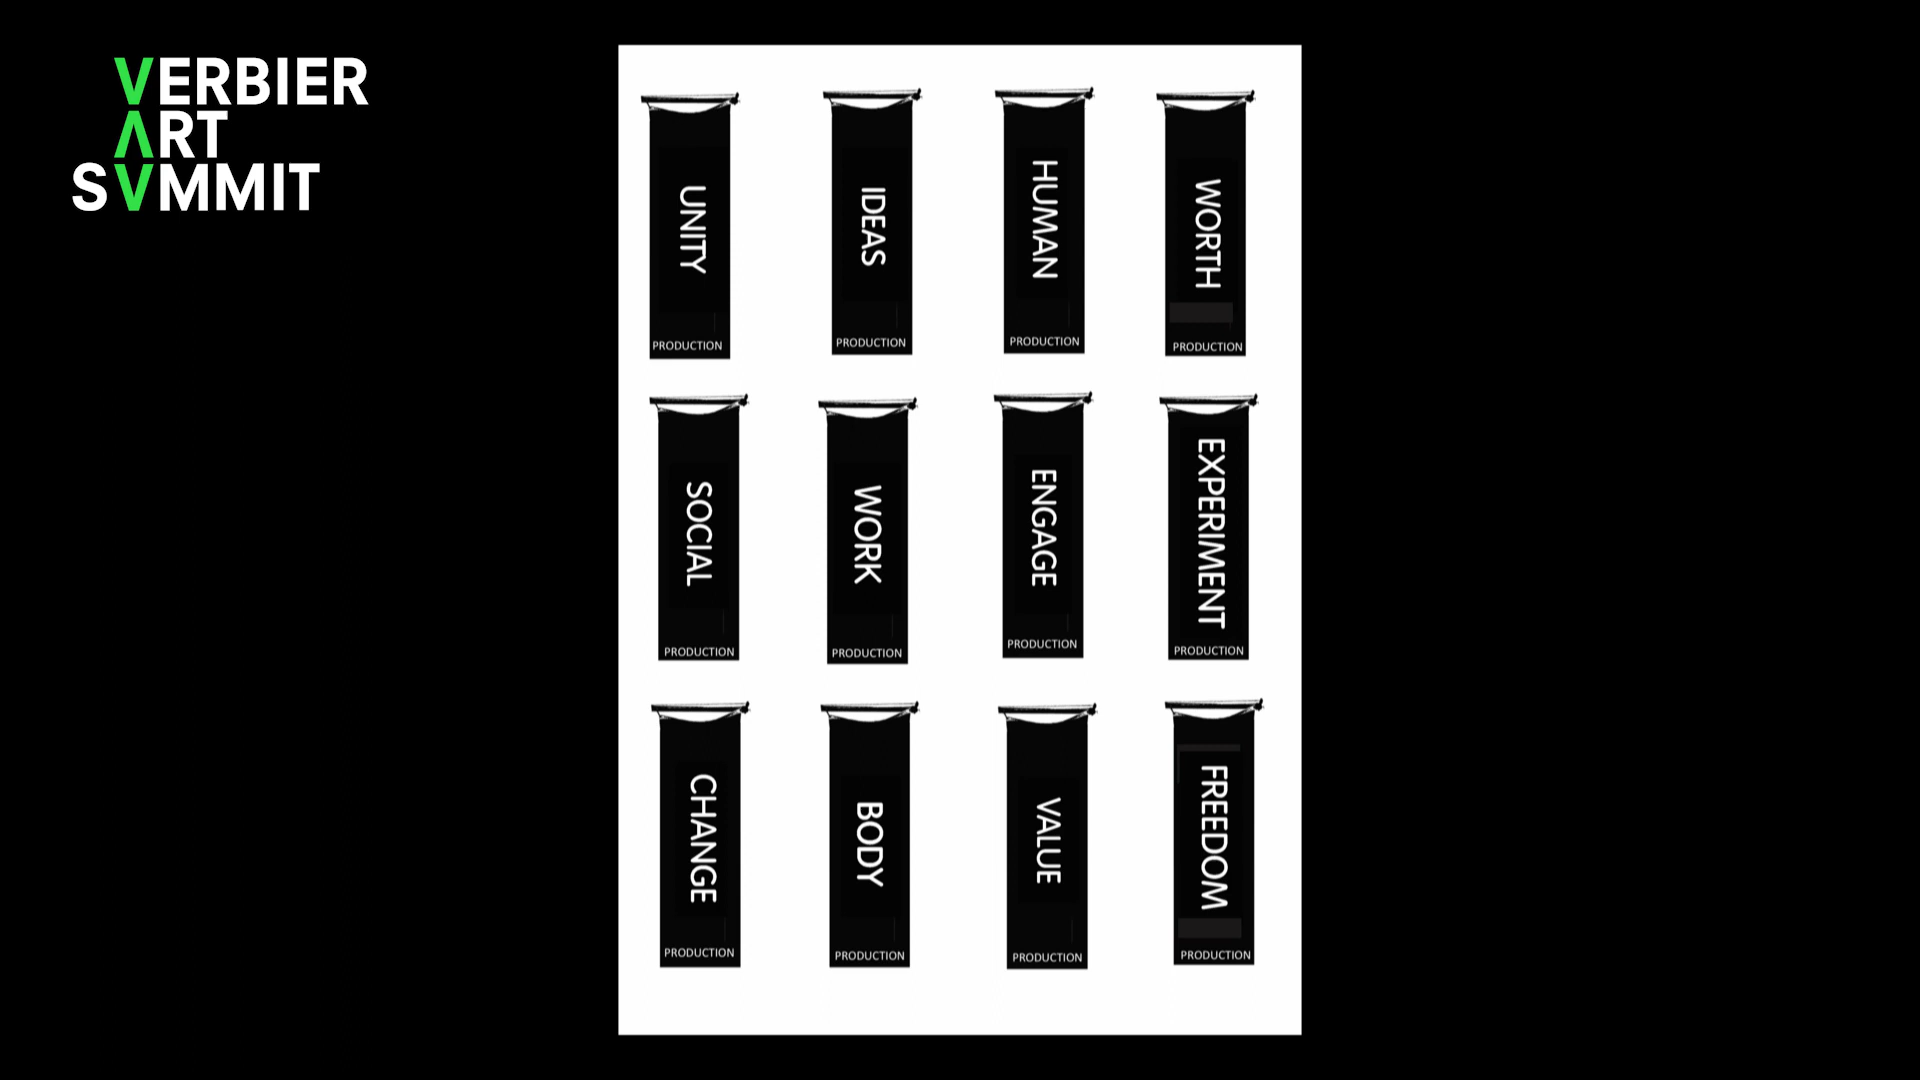 VERBIER
ART
SVMMIT
UNITY
PRODUCTION
IDEAS
PRODUCTION
HUMAN
PRODUCTION
WORTH
PRODUCTION
SOCIAL
PRODUCTION
WORK
PRODUCTION
ENGAGE
PRODUCTION
EXPERIMENT
PRODUCTION
CHANGE
PRODUCTION
BODY
PRODUCTION
VALUE
PRODUCTION
FREEDOM
PRODUCTION